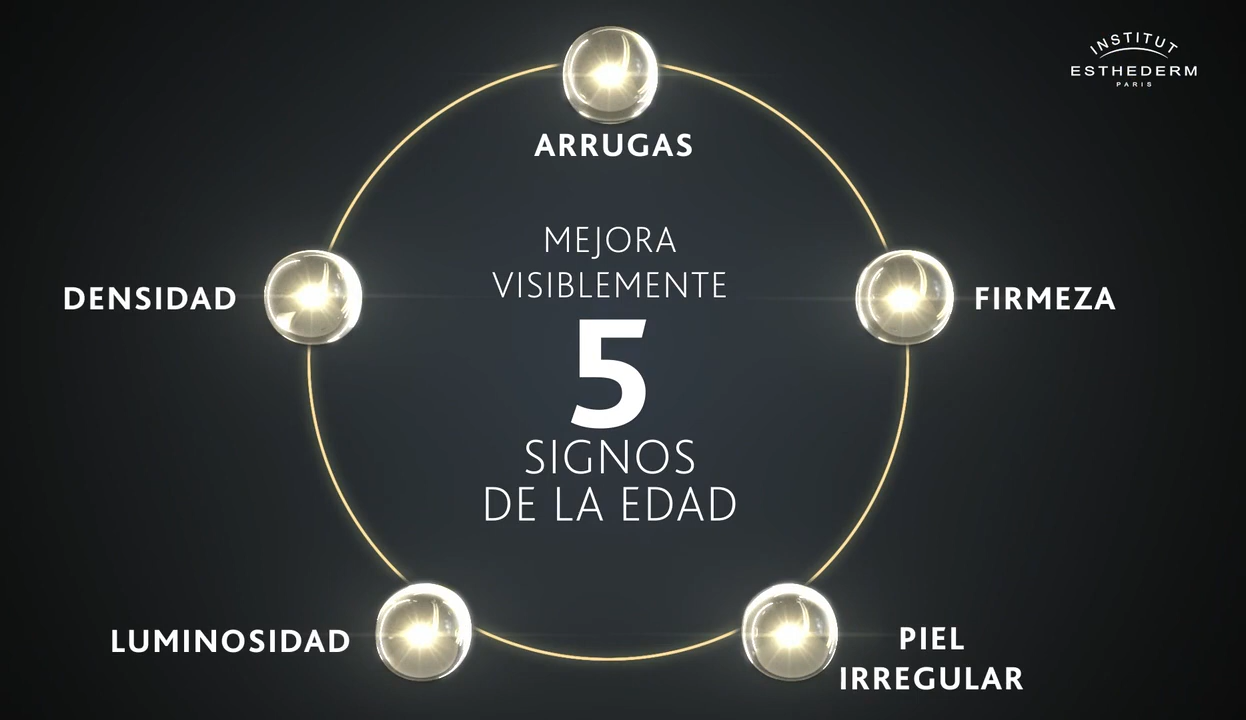 INSTITUT
ESTHEDERM
PARIS
ARRUGAS
MEJORA
VISIBLEMENTE
5
SIGNOS
DE LA EDAD
DENSIDAD
FIRMEZA
LUMINOSIDAD
PIEL
IRREGULAR